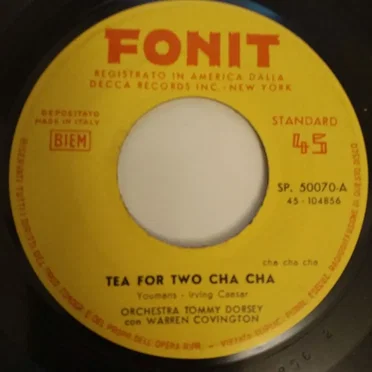 FONIT
REGISTRATO IN AMERICA DALLA
DECCA RECORDS INC. - NEW YORK
DEPOSITATO
MADE IN ITALY
BIEM
STANDARD
45
SP. 50070-A
45 - 104856
che cha cha
TEA FOR TWO CHA CHA
Youmans - Irving Caesar
ORCHESTRA TOMMY DORSEY
con WARREN COVINGTON